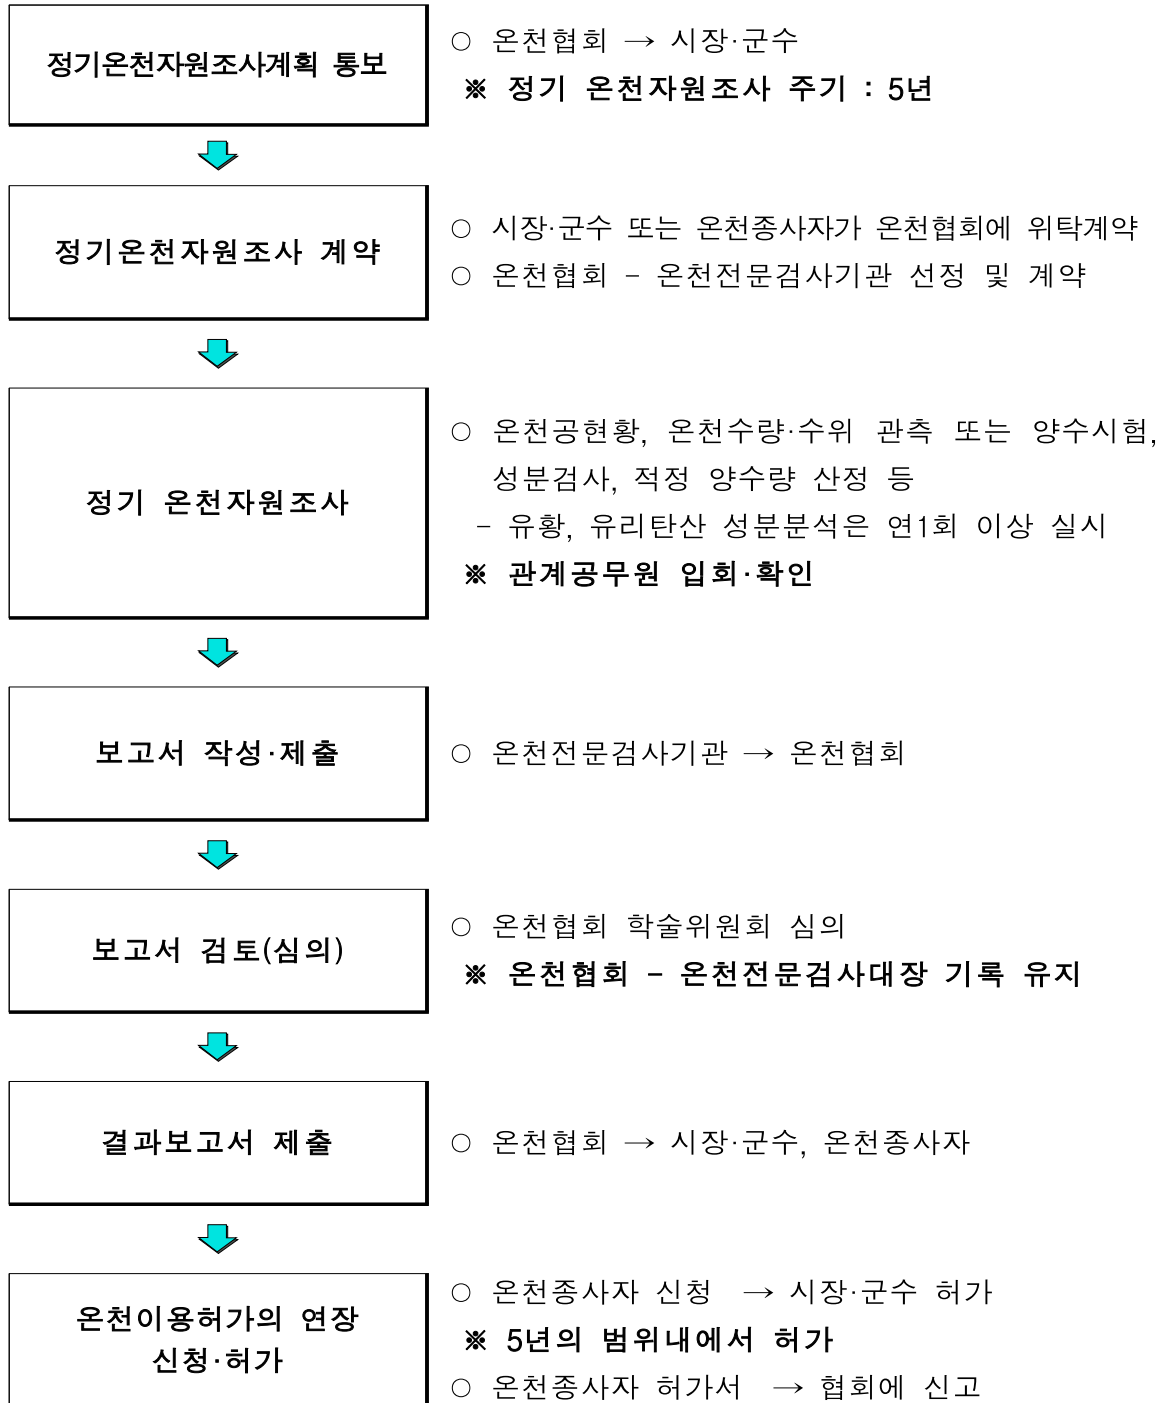 정기온천자원조사계획 통보
○ 온천협회 → 시장·군수
※ 정기 온천자원조사 주기 : 5년
정기온천자원조사 계약
○ 시장·군수 또는 온천종사자가 온천협회에 위탁계약
○ 온천협회 - 온천전문검사기관 선정 및 계약
정기 온천자원조사
○ 온천공현황, 온천수량·수위 관측 또는 양수시험,
성분검사, 적정 양수량 산정 등
- 유황, 유리탄산 성분분석은 연1회 이상 실시
※ 관계공무원 입회·확인
보고서 작성·제출
○ 온천전문검사기관 → 온천협회
보고서 검토(심의)
○ 온천협회 학술위원회 심의
※ 온천협회 - 온천전문검사대장 기록 유지
결과보고서 제출
○ 온천협회 → 시장·군수, 온천종사자
온천이용허가의 연장
신청·허가
○ 온천종사자 신청 → 시장·군수 허가
※ 5년의 범위내에서 허가
○ 온천종사자 허가서 → 협회에 신고